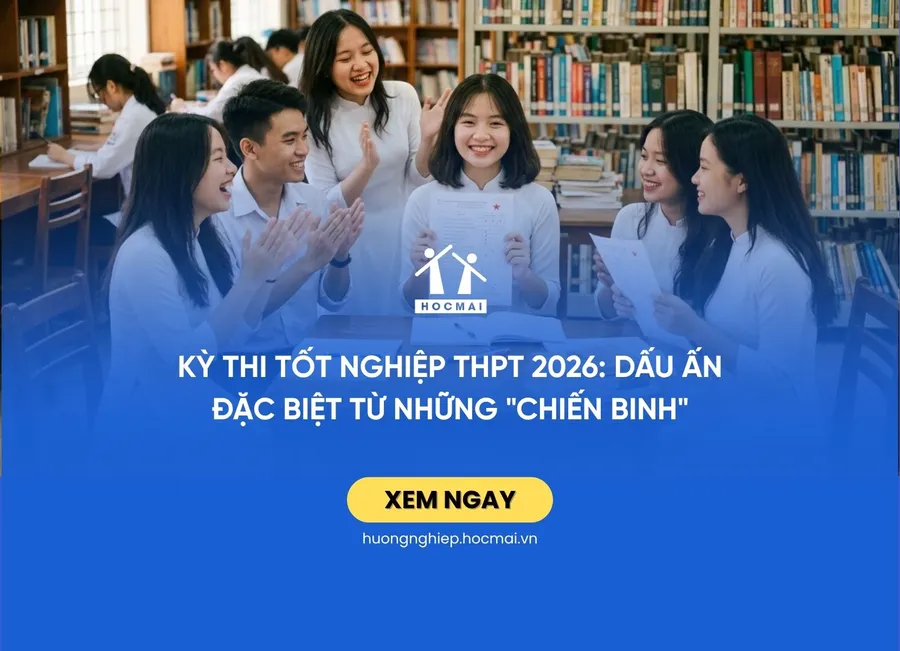 HOCMAI
KỲ THI TỐT NGHIỆP THPT 2026: DẤU ẤN
ĐẶC BIỆT TỪ NHỮNG "CHIẾN BINH"
XEM NGAY
huongnghiep.hocmai.vn